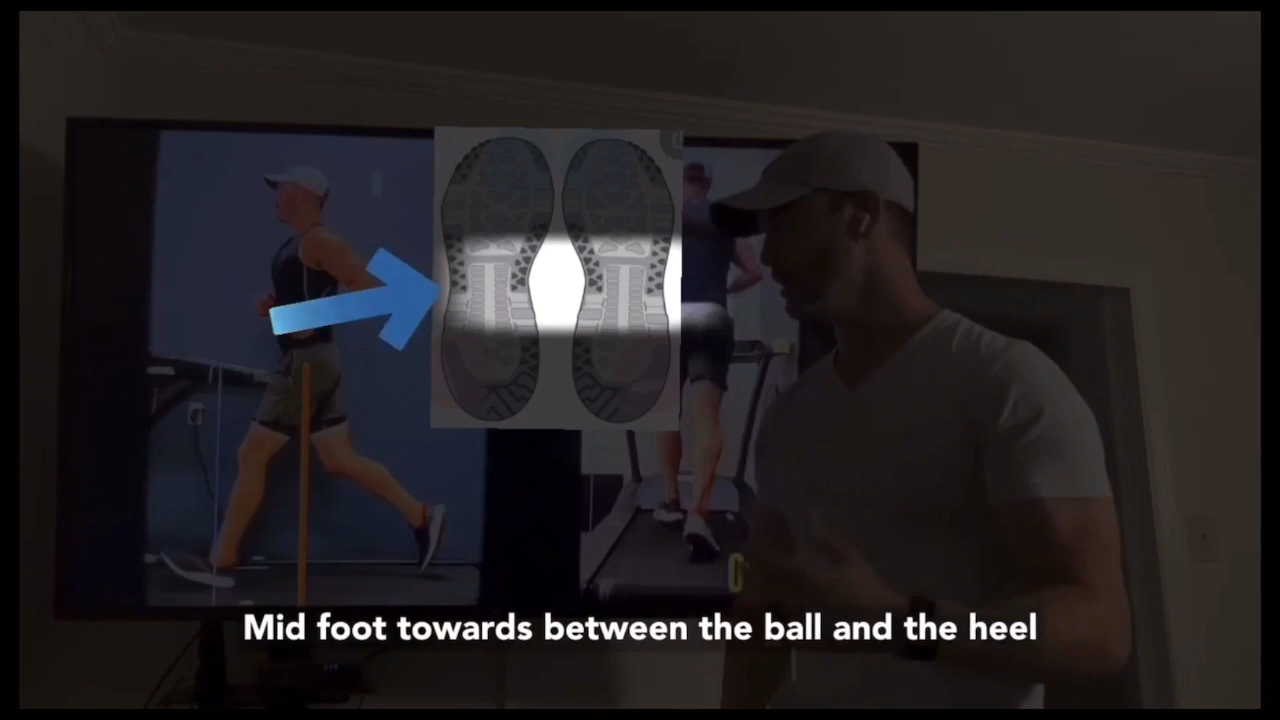 Mid foot towards between the ball and the heel